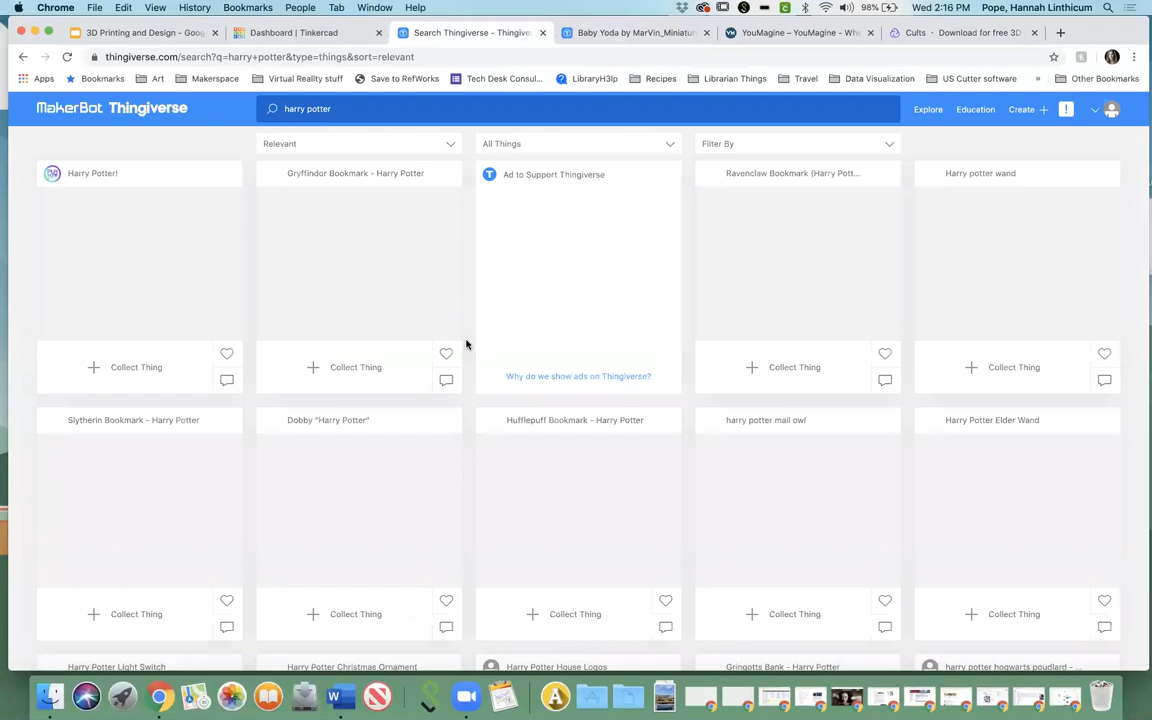 Chrome File Edit View History Bookmarks People Tab Window Help 98% Wed 2:16 PM Pope, Hannah Linthicum
3D Printing and Design - Goog Dashboard | Tinkercad Search Thingiverse - Thingiver Baby Yoda by MarVin_Miniatur YouMagine – YouMagine - Whe Cults · Download for free 3D
thingiverse.com/search?q=harry+potter&type=things&sort=relevant
Apps Bookmarks Art Makerspace Virtual Reality stuff Save to RefWorks Tech Desk Consul... LibraryH3lp Recipes Librarian Things Travel Data Visualization US Cutter software » Other Bookmarks
MakerBot Thingiverse harry potter Explore Education Create
Relevant All Things Filter By
Harry Potter! Gryffindor Bookmark - Harry Potter Ad to Support Thingiverse Ravenclaw Bookmark (Harry Pott... Harry potter wand
Collect Thing Collect Thing Why do we show ads on Thingiverse? Collect Thing Collect Thing
Slytherin Bookmark - Harry Potter Dobby "Harry Potter" Hufflepuff Bookmark - Harry Potter harry potter mail owl Harry Potter Elder Wand
Collect Thing Collect Thing Collect Thing Collect Thing Collect Thing
Harry Potter Light Switch Harry Potter Christmas Ornament Harry Potter House Logos Gringotts Bank - Harry Potter harry potter hogwarts poudlard - ...